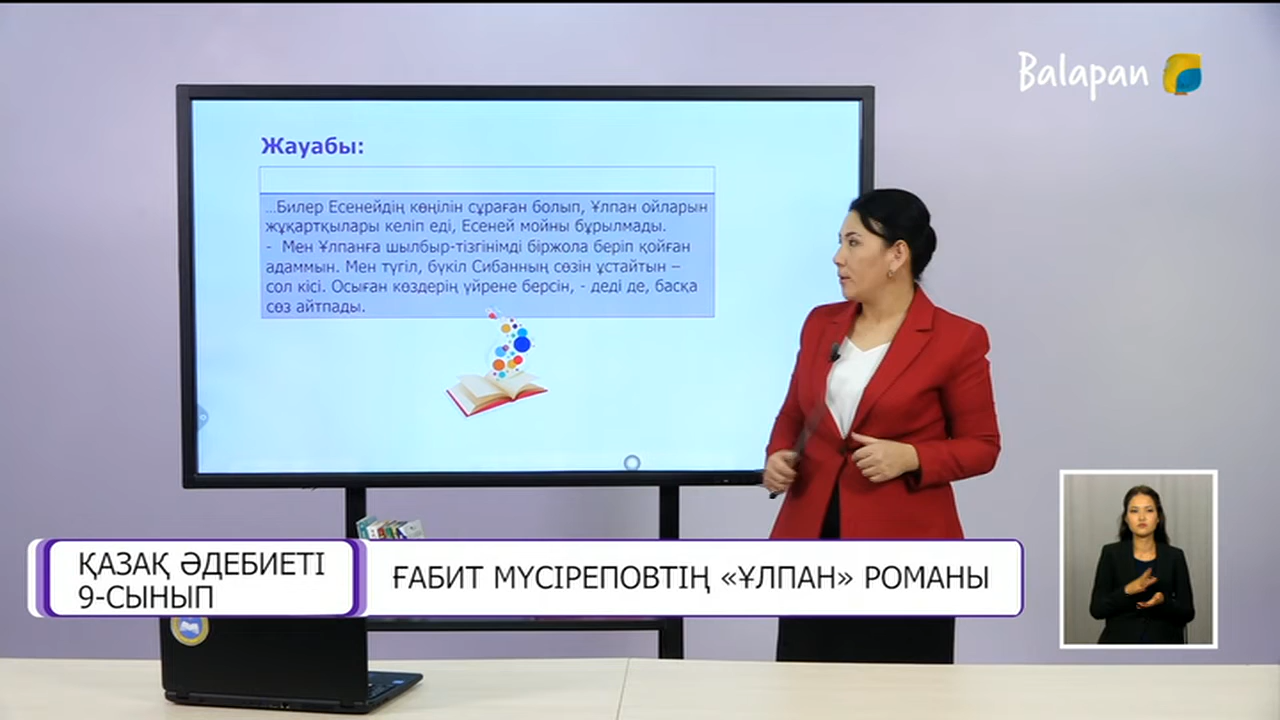 Balapan
Жауабы:
...Билер Есенейдің көңілін сұраған болып, Ұлпан ойларын
жұқартқылары келіп еді, Есеней мойны бұрылмады.
- Мен Ұлпанға шылбыр-тізгінімді біржола беріп қойған
адаммын. Мен түгіл, бүкіл Сибанның сөзін ұстайтын –
сол кісі. Осыған көздерің үйрене берсін, - деді де, басқа
сөз айтпады.
ҚАЗАҚ ӘДЕБИЕТІ
9-СЫНЫП
ҒАБИТ МҮСІРЕПОВТІҢ «ҰЛПАН» РОМАНЫ